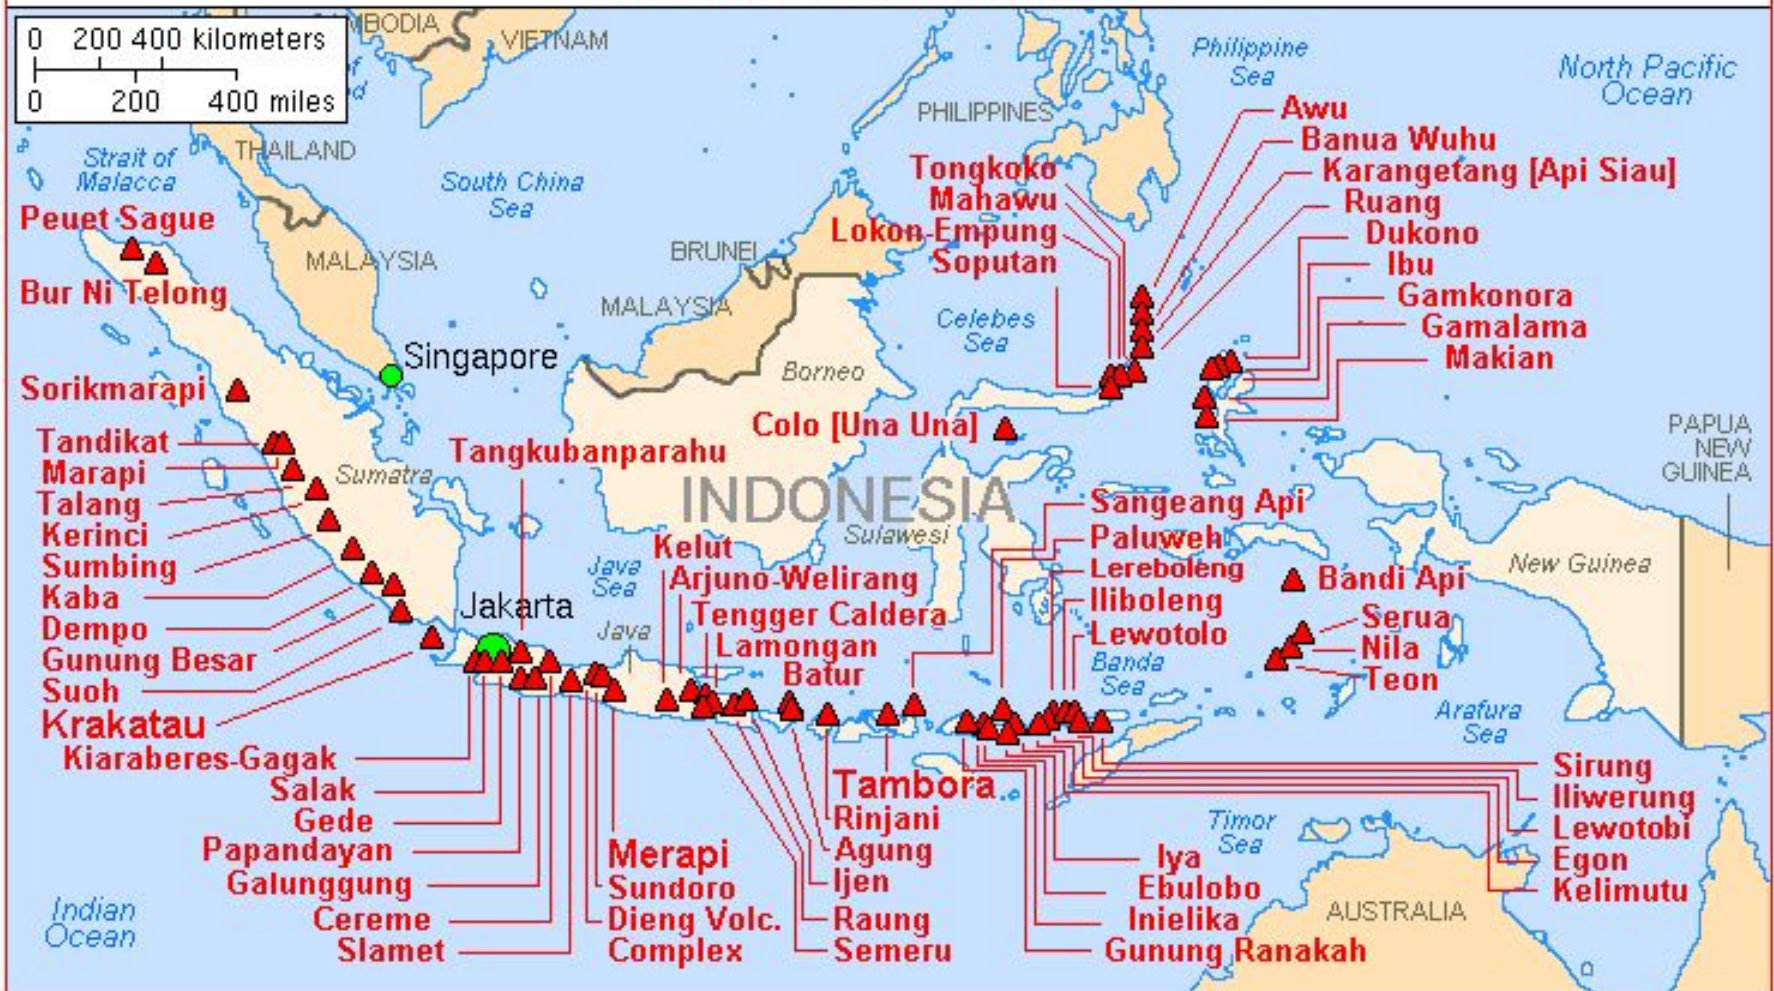 0 200 400 kilometers
0 200 400 miles
MBODIA
VIETNAM
of
d
Philippine
Sea
North Pacific
Ocean
PHILIPPINES
Strait of
Malacca
THAILAND
South China
Sea
Awu
Banua Wuhu
Karangetang [Api Siau]
Ruang
Dukono
Ibu
Gamkonora
Gamalama
Makian
Tongkoko
Mahawu
Lokon-Empung
Soputan
Peuet Sague
Bur Ni Telong
MALAYSIA
BRUNEI
MALAYSIA
Celebes
Sea
Singapore
Borneo
Sorikmarapi
Colo [Una Una]
PAPUA
NEW
GUINEA
Tandikat
Marapi
Talang
Kerinci
Sumbing
Kaba
Dempo
Gunung Besar
Suoh
Krakatau
Sumatra
Tangkubanparahu
INDONESIA
Sulawesi
Java
Sea
Jakarta
Java
Kelut
Arjuno-Welirang
Tengger Caldera
Lamongan
Batur
Sangeang Api
Paluweh
Lereboleng
Iliboleng
Lewotolo
Banda
Sea
New Guinea
Bandi Api
Serua
Nila
Teon
Arafura
Sea
Kiaraberes-Gagak
Salak
Gede
Papandayan
Galunggung
Cereme
Slamet
Merapi
Sundoro
Dieng Volc.
Complex
Tambora
Rinjani
Agung
Ijen
Raung
Semeru
Timor
Sea
Iya
Ebulobo
Inielika
Gunung Ranakah
Sirung
Iliwerung
Lewotobi
Egon
Kelimutu
Indian
Ocean
AUSTRALIA